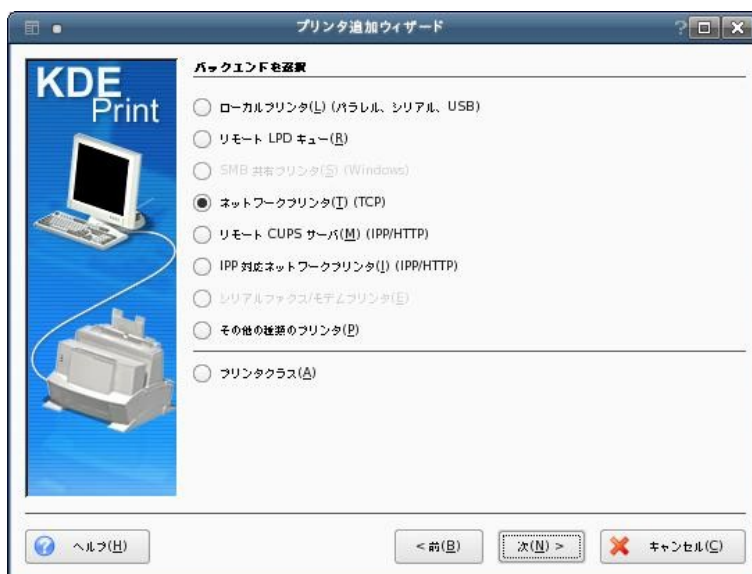 プリンタ追加ウィザード
KDE
Print
バックエンドを選択
ローカルプリンタ(L) (パラレル、シリアル、USB)
リモート LPD キュー(R)
SMB 共有プリンタ(S) (Windows)
ネットワークプリンタ(T) (TCP)
リモート CUPS サーバ(M) (IPP/HTTP)
IPP 対応ネットワークプリンタ(I) (IPP/HTTP)
シリアルファックス/モデムプリンタ(E)
その他の種類のプリンタ(P)
プリンタクラス(A)
ヘルプ(H)
< 前(B)
次(N) >
キャンセル(C)